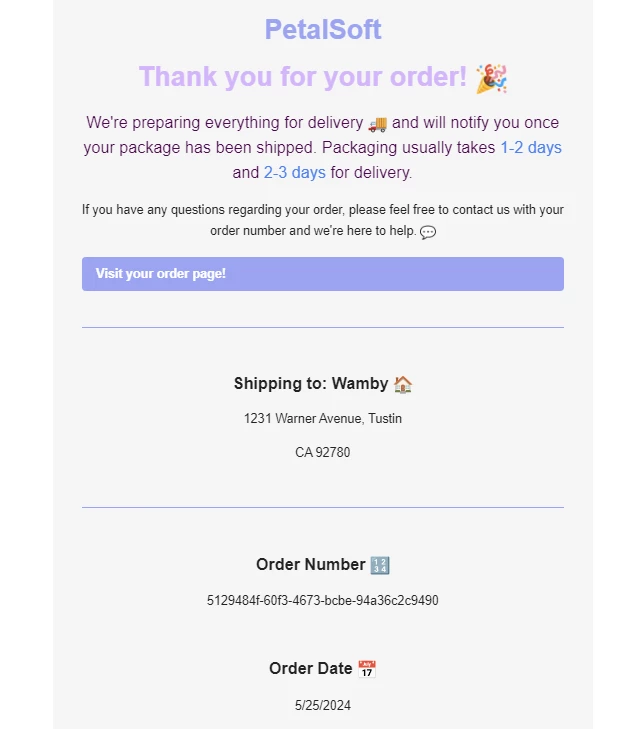 PetalSoft
Thank you for your order! 🎉
We're preparing everything for delivery 🚚 and will notify you once
your package has been shipped. Packaging usually takes 1-2 days
and 2-3 days for delivery.
If you have any questions regarding your order, please feel free to contact us with your
order number and we're here to help. 💬
Visit your order page!
Shipping to: Wamby 🏠
1231 Warner Avenue, Tustin
CA 92780
Order Number 🔢
5129484f-60f3-4673-bcbe-94a36c2c9490
Order Date 📅
5/25/2024